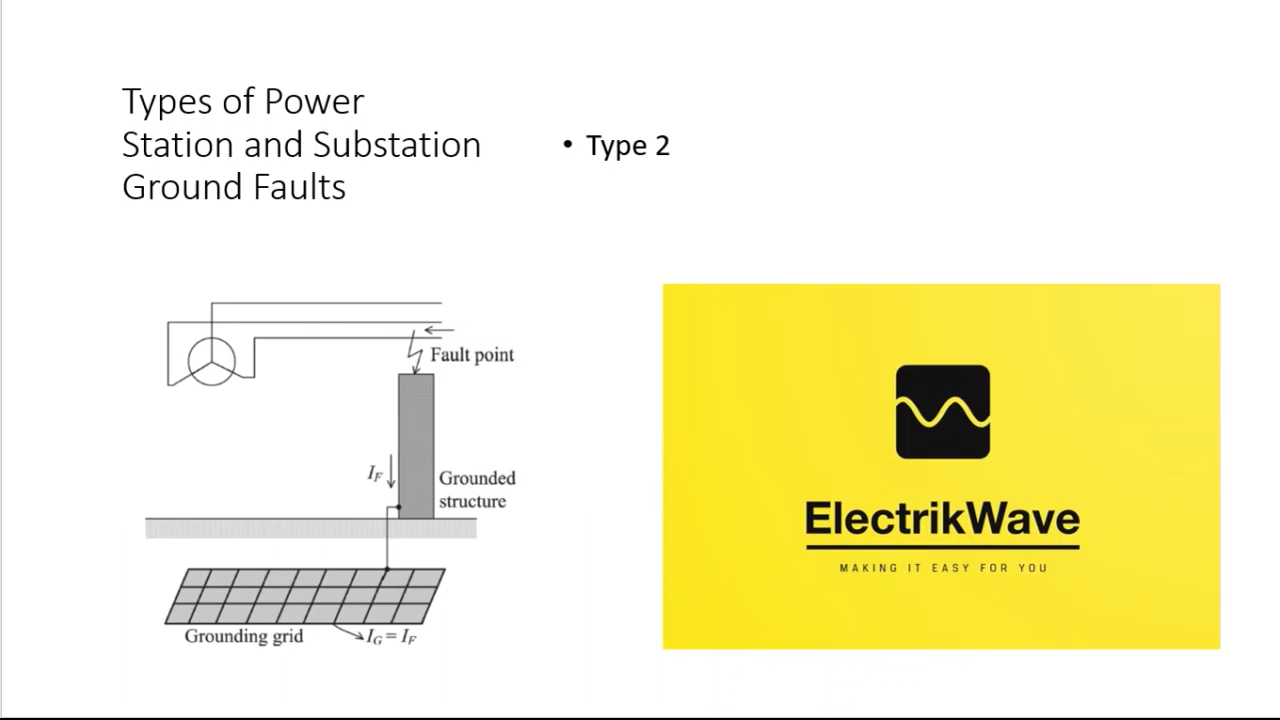 Types of Power
Station and Substation
Ground Faults
• Type 2
Fault point
I_F
Grounded
structure
Grounding grid
I_G = I_F
ElectrikWave
MAKING IT EASY FOR YOU